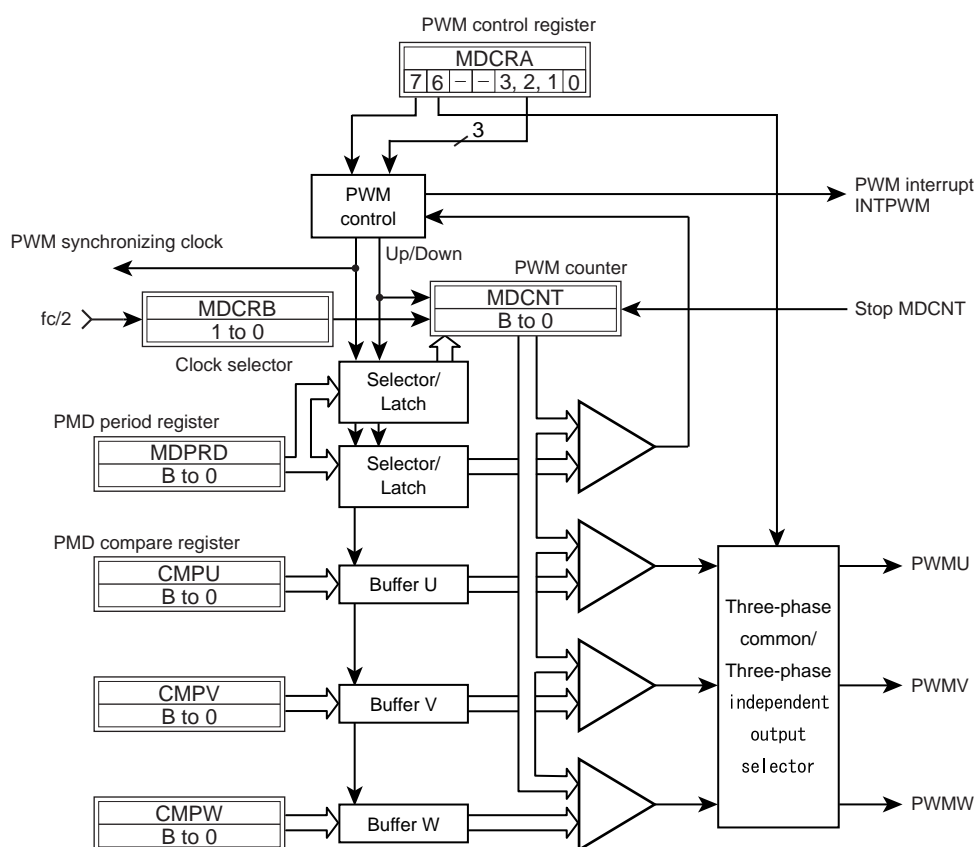 PWM control register
MDCRA
7 6 – – 3, 2, 1 0
3
PWM
control
PWM interrupt
INTPWM
PWM synchronizing clock
Up/Down
PWM counter
MDCNT
B to 0
Stop MDCNT
fc/2
MDCRB
1 to 0
Clock selector
Selector/
Latch
PMD period register
MDPRD
B to 0
Selector/
Latch
PMD compare register
CMPU
B to 0
Buffer U
PWMU
Three-phase
common/
Three-phase
independent
output
selector
CMPV
B to 0
Buffer V
PWMV
CMPW
B to 0
Buffer W
PWMW